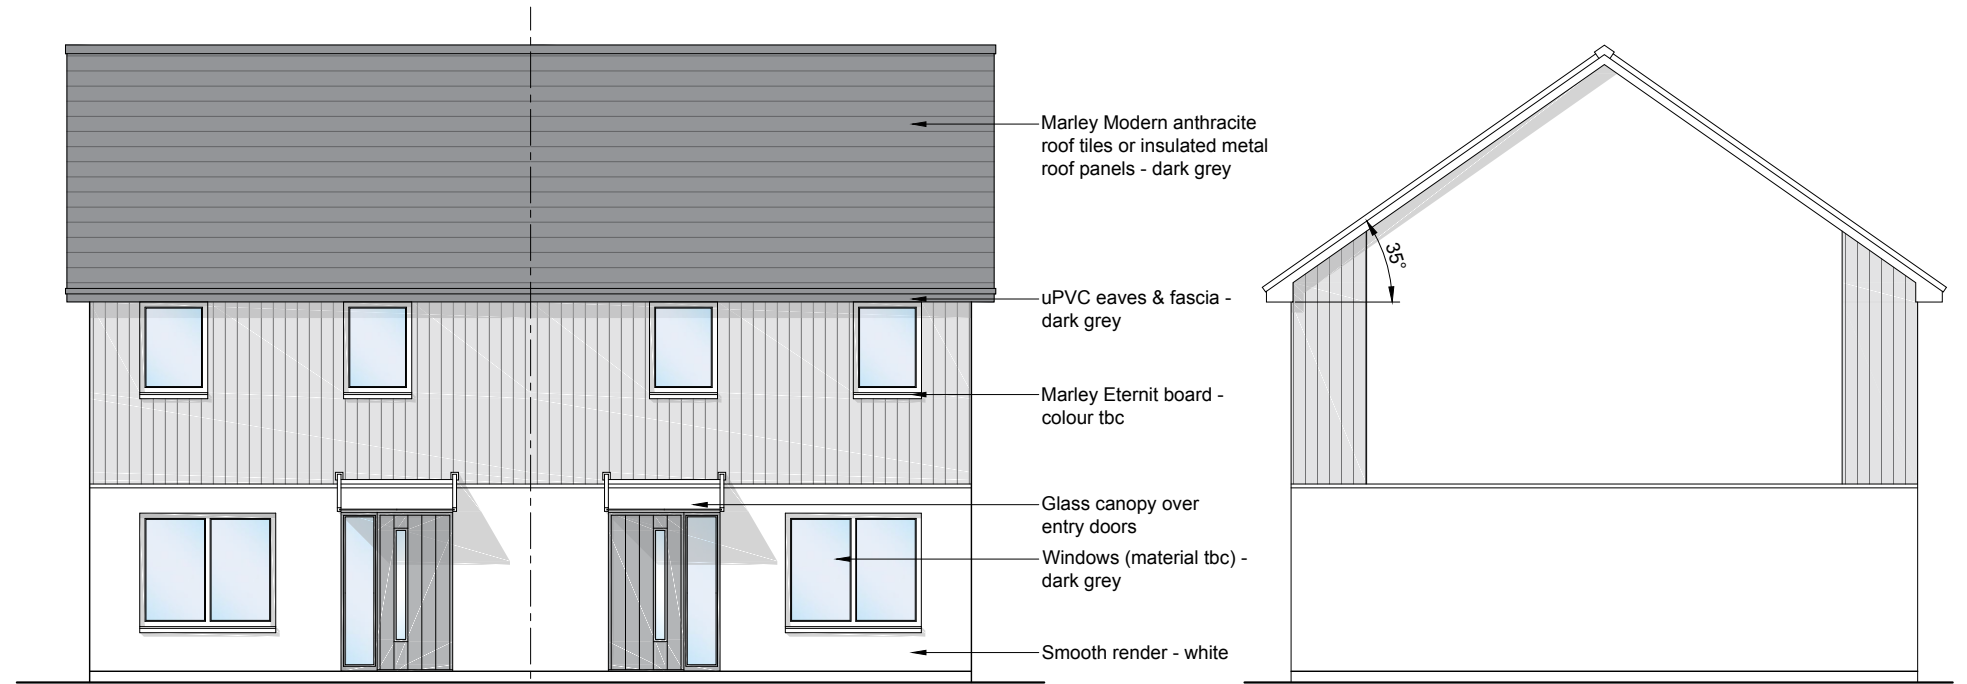 Marley Modern anthracite
roof tiles or insulated metal
roof panels - dark grey
35°
uPVC eaves & fascia -
dark grey
Marley Eternit board -
colour tbc
Glass canopy over
entry doors
Windows (material tbc) -
dark grey
Smooth render - white